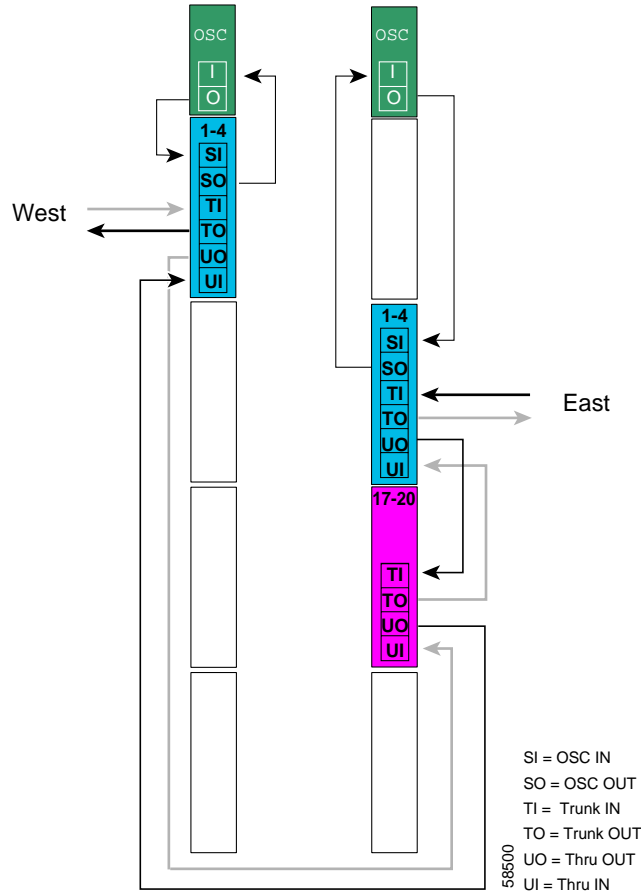 OSC
I
O
1-4
SI
SO
TI
TO
UO
UI
West
OSC
I
O
1-4
SI
SO
TI
TO
UO
UI
East
17-20
TI
TO
UO
UI
SI = OSC IN
SO = OSC OUT
TI = Trunk IN
TO = Trunk OUT
UO = Thru OUT
UI = Thru IN
58500